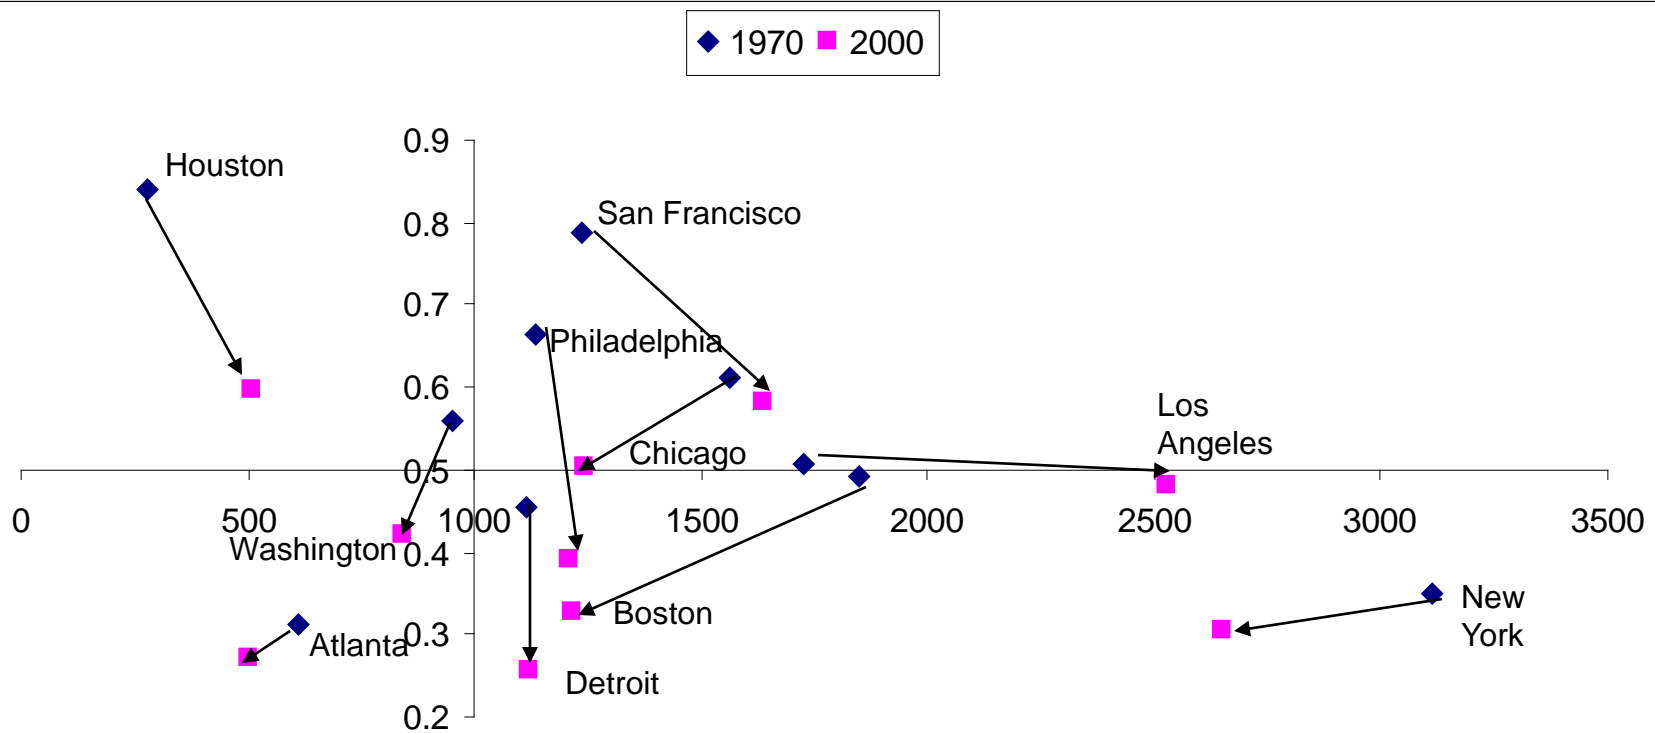 1970 2000
0.9
Houston
San Francisco
0.8
0.7
Philadelphia
0.6
Los
Angeles
Chicago
0.5
0 500 1000 1500 2000 2500 3000 3500
Washington
0.4
New
York
Boston
0.3
Atlanta
Detroit
0.2